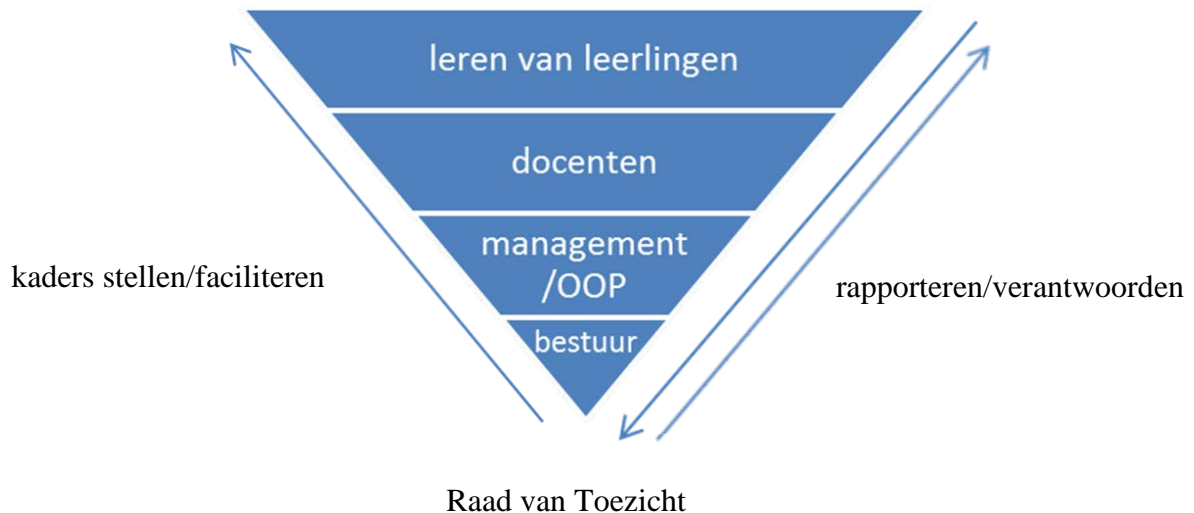 leren van leerlingen
docenten
management
/OOP
kaders stellen/faciliteren
rapporteren/verantwoorden
bestuur
Raad van Toezicht